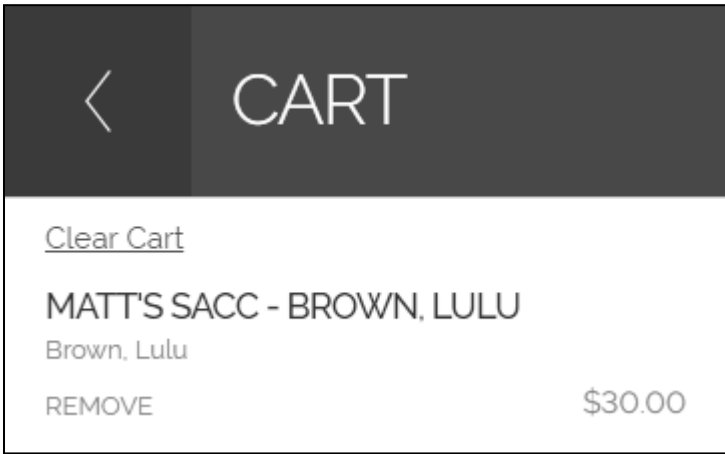 CART
Clear Cart
MATT'S SACC - BROWN, LULU
Brown, Lulu
REMOVE $30.00